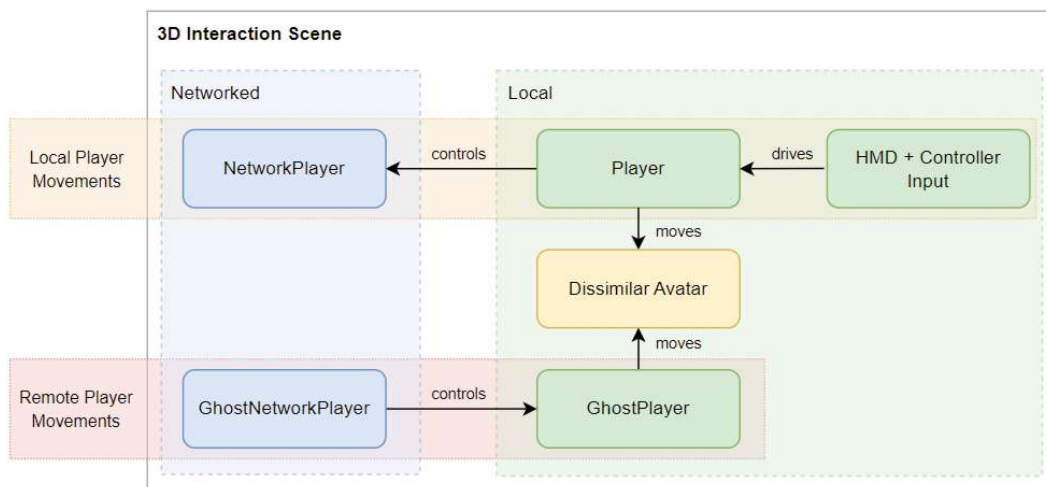 3D Interaction Scene
Networked
Local
Local Player
Movements
NetworkPlayer
controls
Player
drives
HMD + Controller
Input
moves
Dissimilar Avatar
moves
Remote Player
Movements
GhostNetworkPlayer
controls
GhostPlayer